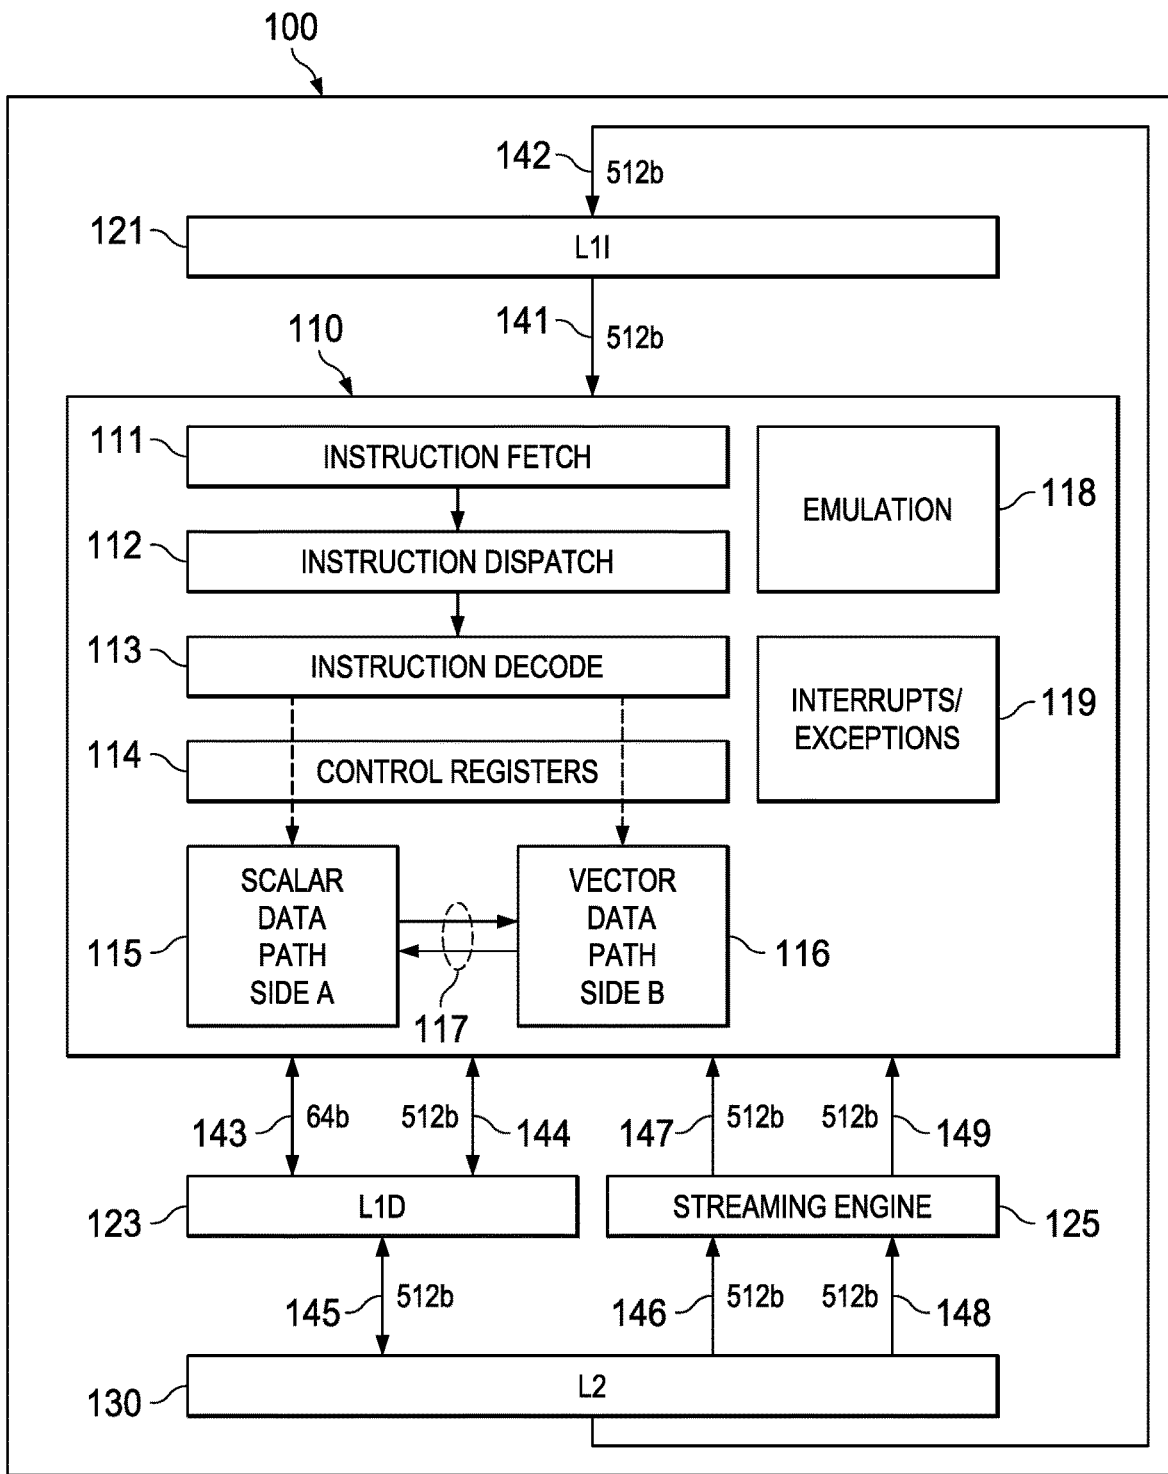 100
142
512b
121
L1I
110
141
512b
111
INSTRUCTION FETCH
EMULATION
118
112
INSTRUCTION DISPATCH
113
INSTRUCTION DECODE
INTERRUPTS/
EXCEPTIONS
119
114
CONTROL REGISTERS
SCALAR
DATA
PATH
SIDE A
VECTOR
DATA
PATH
SIDE B
115
116
117
143
64b
512b
144
147
512b
512b
149
123
L1D
STREAMING ENGINE
125
145
512b
146
512b
512b
148
130
L2